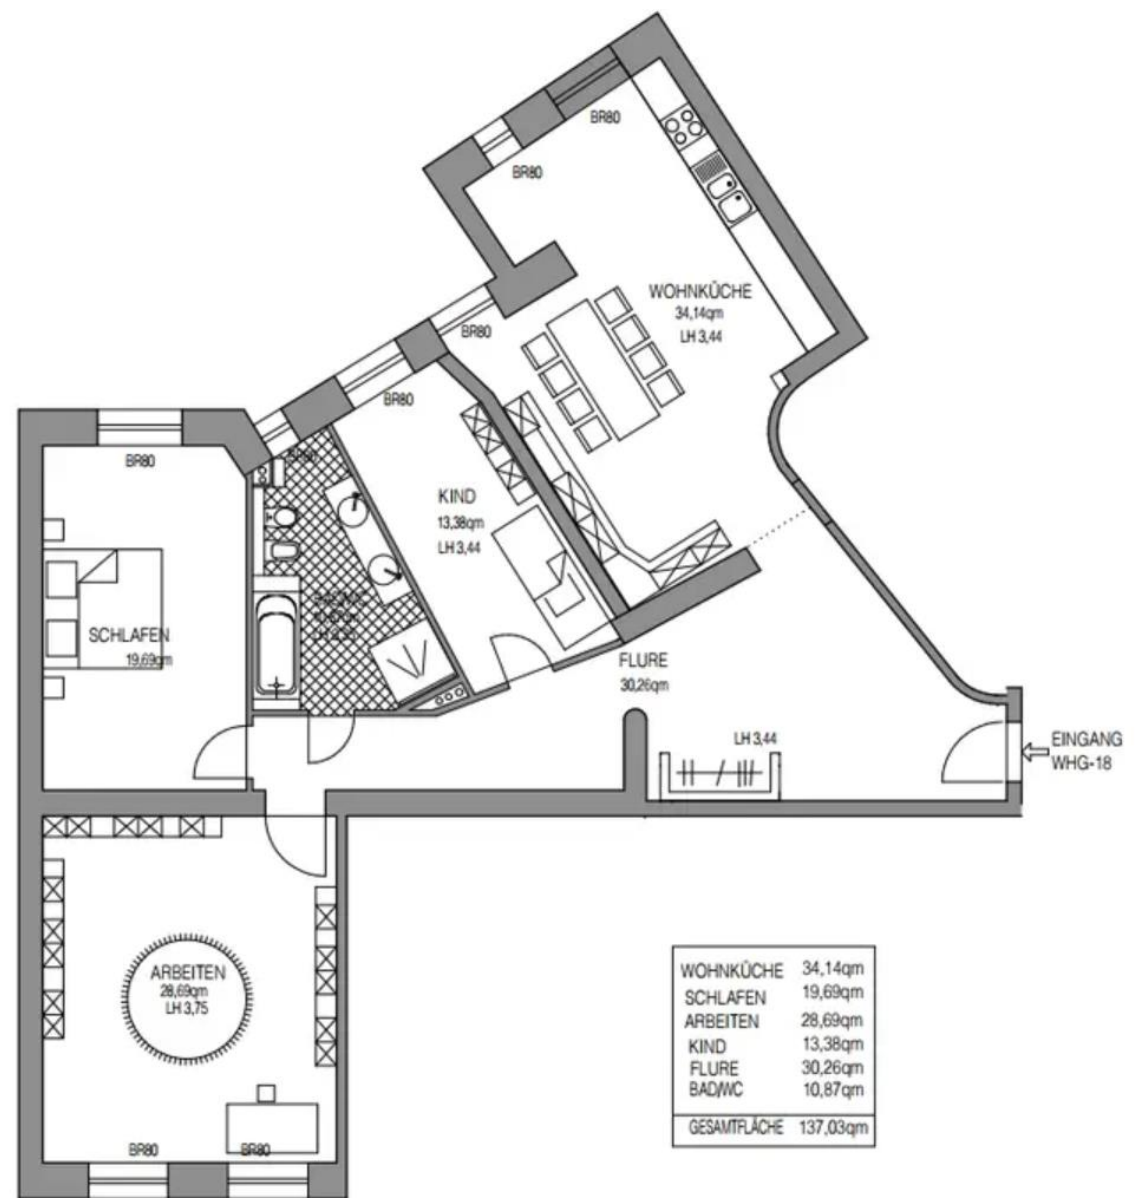 BR80
BR80
WOHNKÜCHE
34,14qm
LH 3,44
BR80
BR80
BR80
KIND
13,38qm
LH 3,44
SCHLAFEN
19,69qm
FLURE
30,26qm
LH 3,44
EINGANG
WHG-18
ARBEITEN
28,69qm
LH 3,75
BR80
BR80
WOHNKÜCHE 34,14qm
SCHLAFEN 19,69qm
ARBEITEN 28,69qm
KIND 13,38qm
FLURE 30,26qm
BAD/WC 10,87qm
GESAMTFLÄCHE 137,03qm